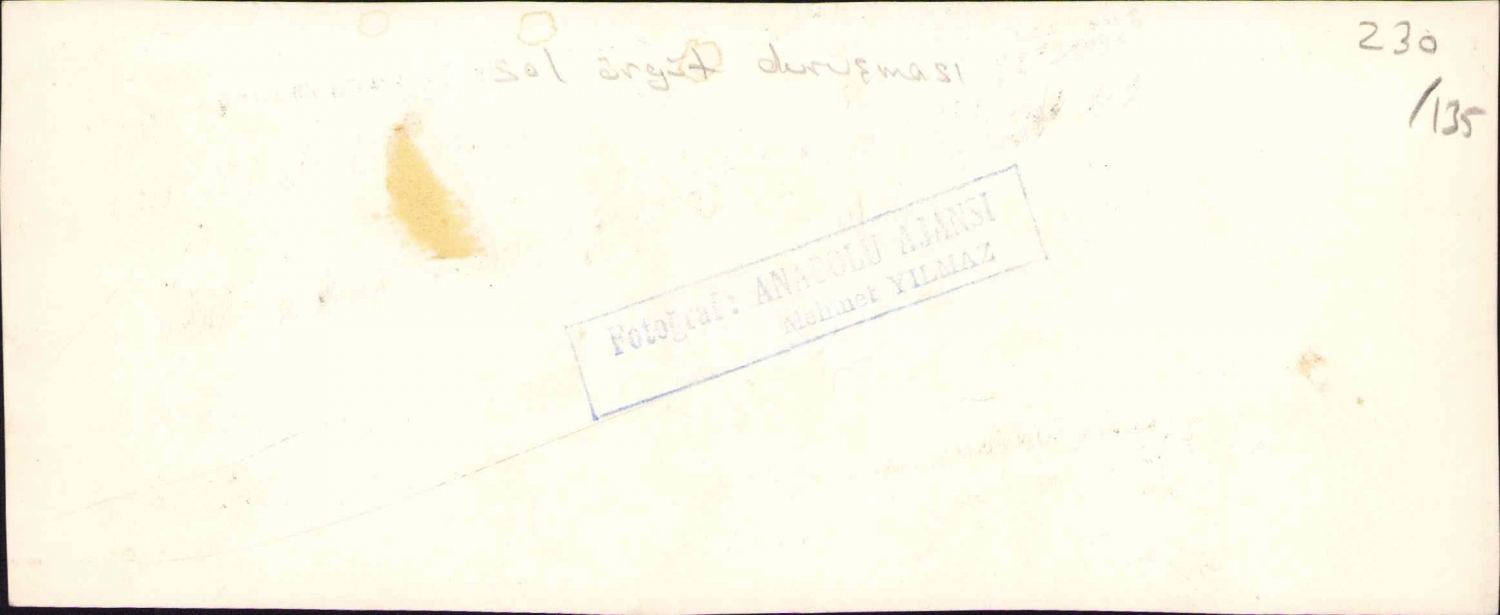 sol örgüt duruşması
230
/135
Fotoğraf: ANADOLU AJANSI
Mehmet YILMAZ